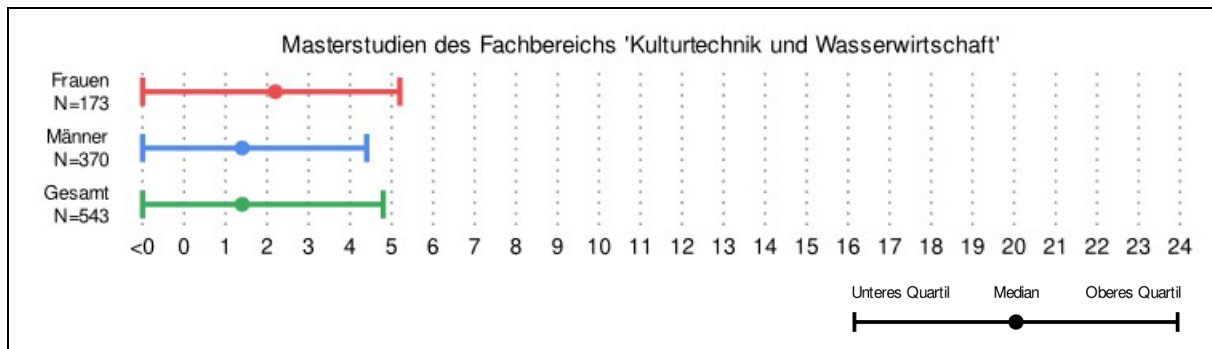 Masterstudien des Fachbereichs 'Kulturtechnik und Wasserwirtschaft'
Frauen
N=173
Männer
N=370
Gesamt
N=543
<0 0 1 2 3 4 5 6 7 8 9 10 11 12 13 14 15 16 17 18 19 20 21 22 23 24
Unteres Quartil Median Oberes Quartil